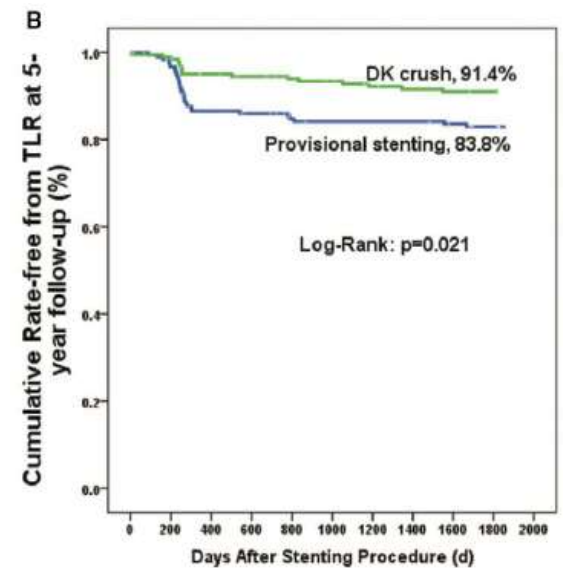 B
Cumulative Rate-free from TLR at 5-
year follow-up (%)
1.0
DK crush, 91.4%
0.8
Provisional stenting, 83.8%
0.6
Log-Rank: p=0.021
0.4
0.2
0.0
0 200 400 600 800 1000 1200 1400 1600 1800 2000
Days After Stenting Procedure (d)